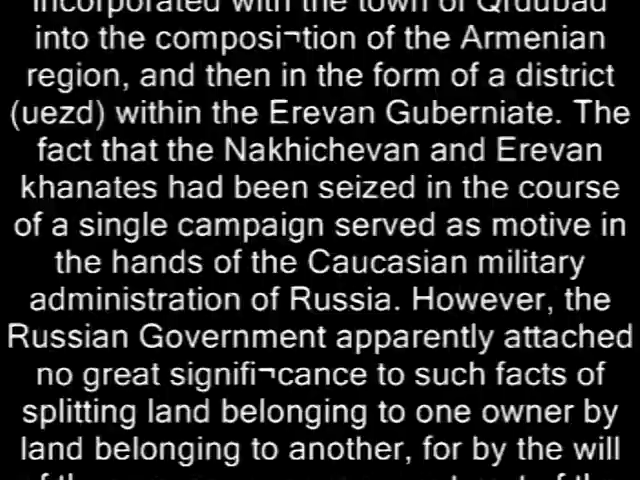 incorporated with the town of Qrdubad
into the composi¬tion of the Armenian
region, and then in the form of a district
(uezd) within the Erevan Guberniate. The
fact that the Nakhichevan and Erevan
khanates had been seized in the course
of a single campaign served as motive in
the hands of the Caucasian military
administration of Russia. However, the
Russian Government apparently attached
no great signifi¬cance to such facts of
splitting land belonging to one owner by
land belonging to another, for by the will
of the